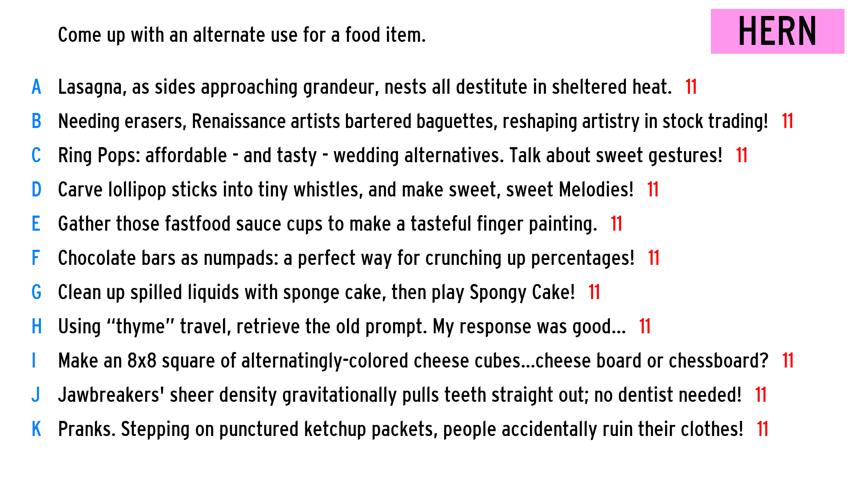 Come up with an alternate use for a food item.
HERN
A Lasagna, as sides approaching grandeur, nests all destitute in sheltered heat. 11
B Needing erasers, Renaissance artists bartered baguettes, reshaping artistry in stock trading! 11
C Ring Pops: affordable - and tasty - wedding alternatives. Talk about sweet gestures! 11
D Carve lollipop sticks into tiny whistles, and make sweet, sweet Melodies! 11
E Gather those fastfood sauce cups to make a tasteful finger painting. 11
F Chocolate bars as numpads: a perfect way for crunching up percentages! 11
G Clean up spilled liquids with sponge cake, then play Spongy Cake! 11
H Using “thyme” travel, retrieve the old prompt. My response was good... 11
I Make an 8x8 square of alternatingly-colored cheese cubes...cheese board or chessboard? 11
J Jawbreakers' sheer density gravitationally pulls teeth straight out; no dentist needed! 11
K Pranks. Stepping on punctured ketchup packets, people accidentally ruin their clothes! 11